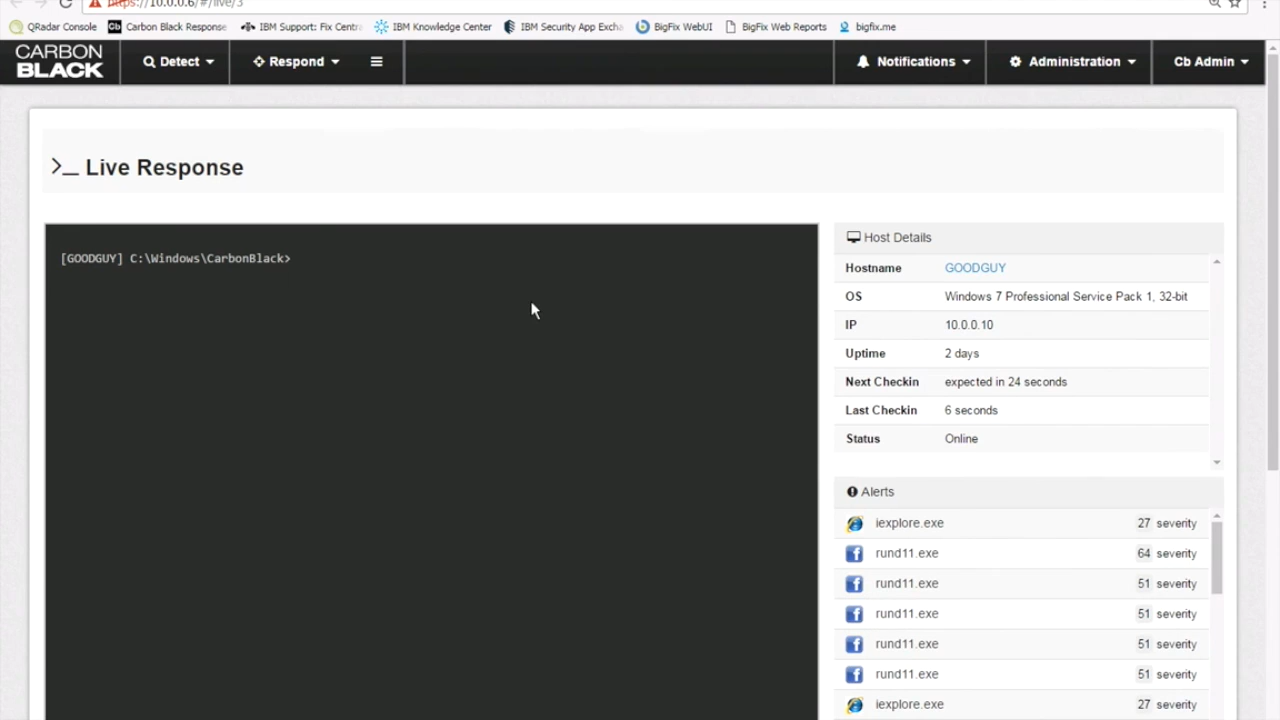 https://10.0.0.6/#/live/3
QRadar Console Carbon Black Response IBM Support: Fix Centra IBM Knowledge Center IBM Security App Excha BigFix WebUI BigFix Web Reports bigfix.me
CARBON BLACK Detect Respond Notifications Administration Cb Admin
>_ Live Response
[GOODGUY] C:\Windows\CarbonBlack>
Host Details
Hostname GOODGUY
OS Windows 7 Professional Service Pack 1, 32-bit
IP 10.0.0.10
Uptime 2 days
Next Checkin expected in 24 seconds
Last Checkin 6 seconds
Status Online
Alerts
iexplore.exe 27 severity
rund11.exe 64 severity
rund11.exe 51 severity
rund11.exe 51 severity
rund11.exe 51 severity
rund11.exe 51 severity
iexplore.exe 27 severity